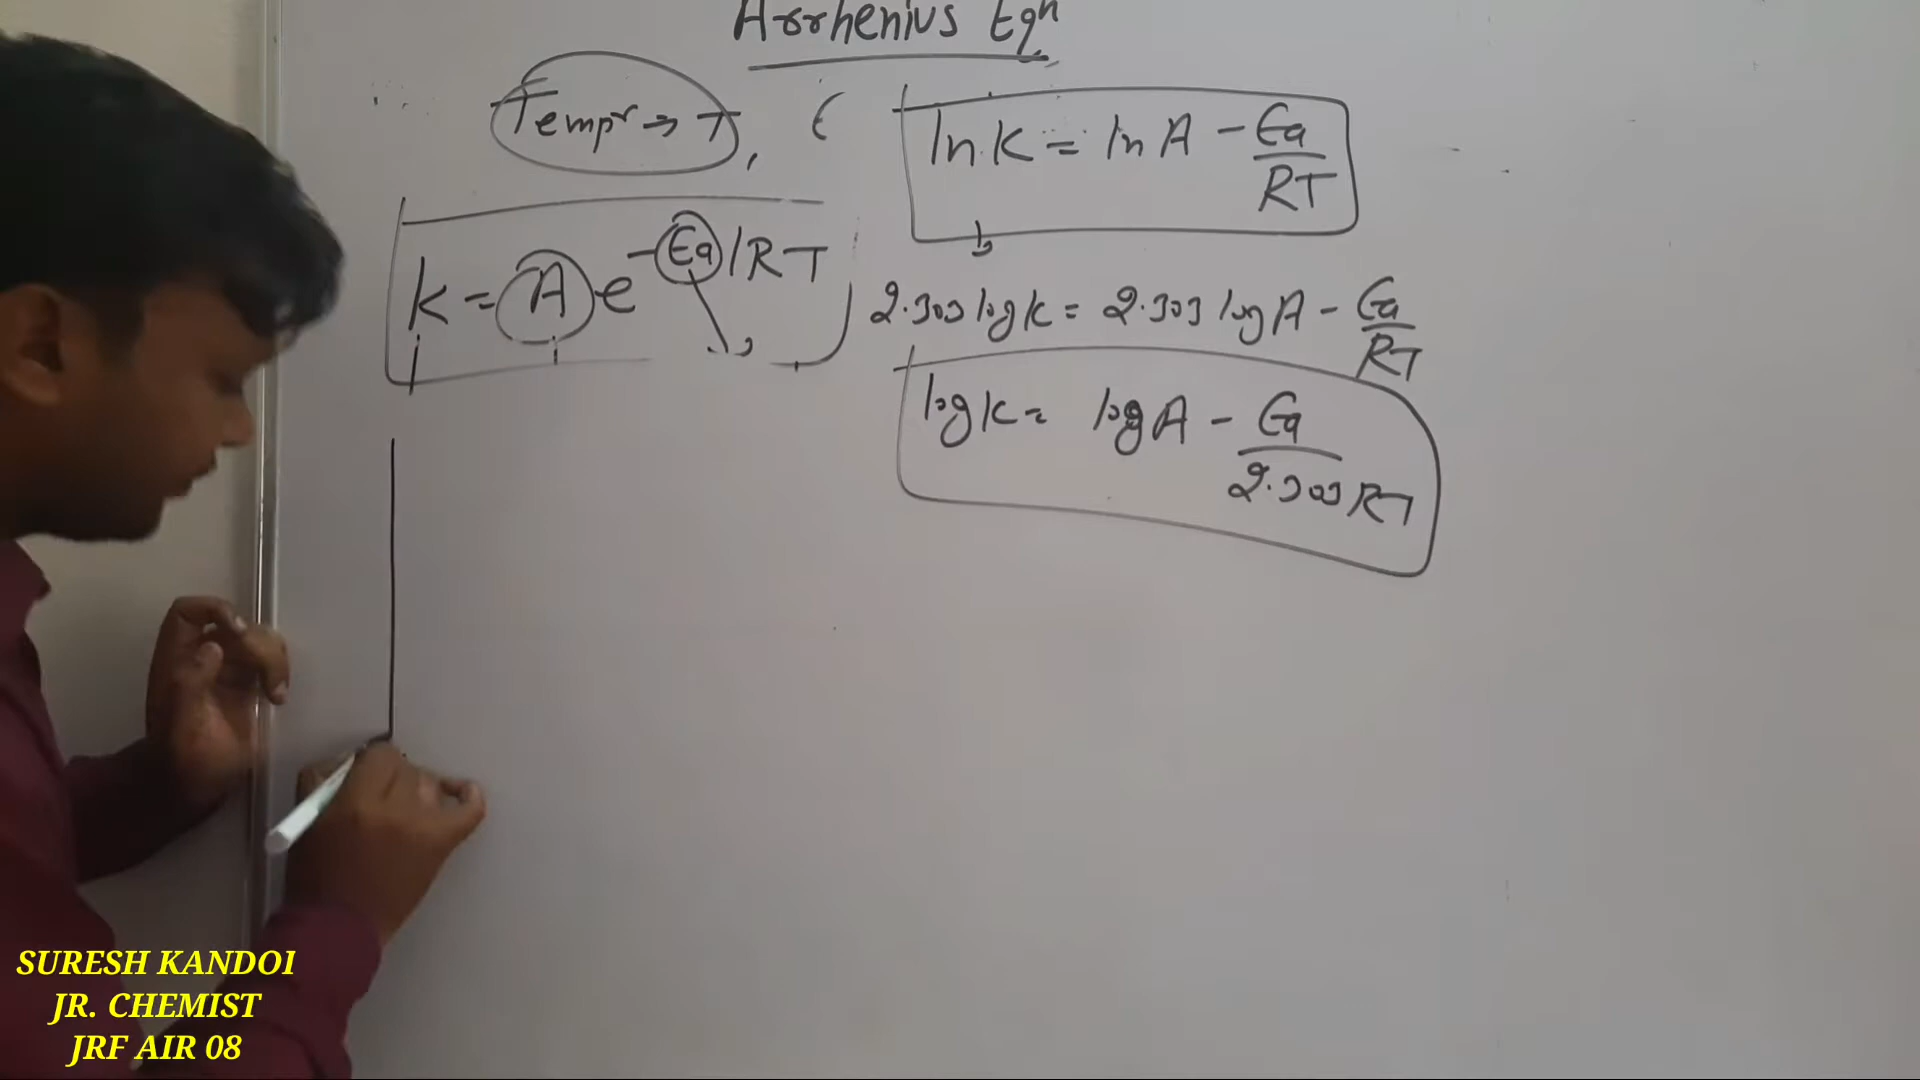 Arrhenius Eqn
Tempr → T,
k = A e^-Ea/RT
ln k = ln A - Ea/RT
2.303 log k = 2.303 log A - Ea/RT
log k = log A - Ea/2.303 RT
SURESH KANDOI
JR. CHEMIST
JRF AIR 08